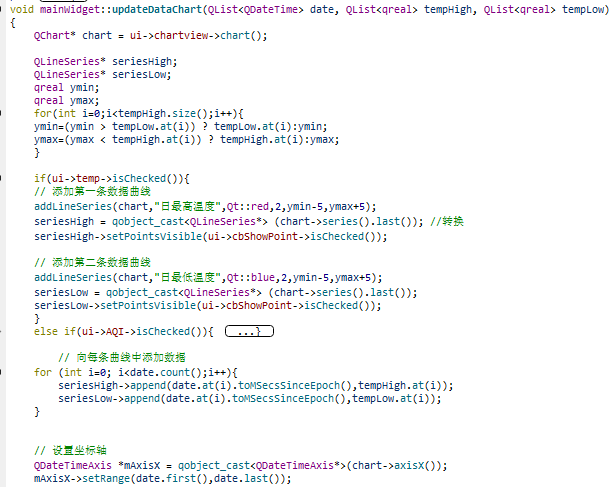 void mainWidget::updateDataChart(QList<QDateTime> date, QList<qreal> tempHigh, QList<qreal> tempLow)
{
QChart* chart = ui->chartview->chart();
QLineSeries* seriesHigh;
QLineSeries* seriesLow;
qreal ymin;
qreal ymax;
for(int i=0;i<tempHigh.size();i++){
ymin=(ymin > tempLow.at(i)) ? tempLow.at(i):ymin;
ymax=(ymax < tempHigh.at(i)) ? tempHigh.at(i):ymax;
}
if(ui->temp->isChecked()){
// 添加第一条数据曲线
addLineSeries(chart,"日最高温度",Qt::red,2,ymin-5,ymax+5);
seriesHigh = qobject_cast<QLineSeries*> (chart->series().last()); //转换
seriesHigh->setPointsVisible(ui->cbShowPoint->isChecked());
// 添加第二条数据曲线
addLineSeries(chart,"日最低温度",Qt::blue,2,ymin-5,ymax+5);
seriesLow = qobject_cast<QLineSeries*> (chart->series().last());
seriesLow->setPointsVisible(ui->cbShowPoint->isChecked());
}
else if(ui->AQI->isChecked()){ ...}
// 向每条曲线中添加数据
for (int i=0; i<date.count();i++){
seriesHigh->append(date.at(i).toMSecsSinceEpoch(),tempHigh.at(i));
seriesLow->append(date.at(i).toMSecsSinceEpoch(),tempLow.at(i));
}
// 设置坐标轴
QDateTimeAxis *mAxisX = qobject_cast<QDateTimeAxis*>(chart->axisX());
mAxisX->setRange(date.first(),date.last());